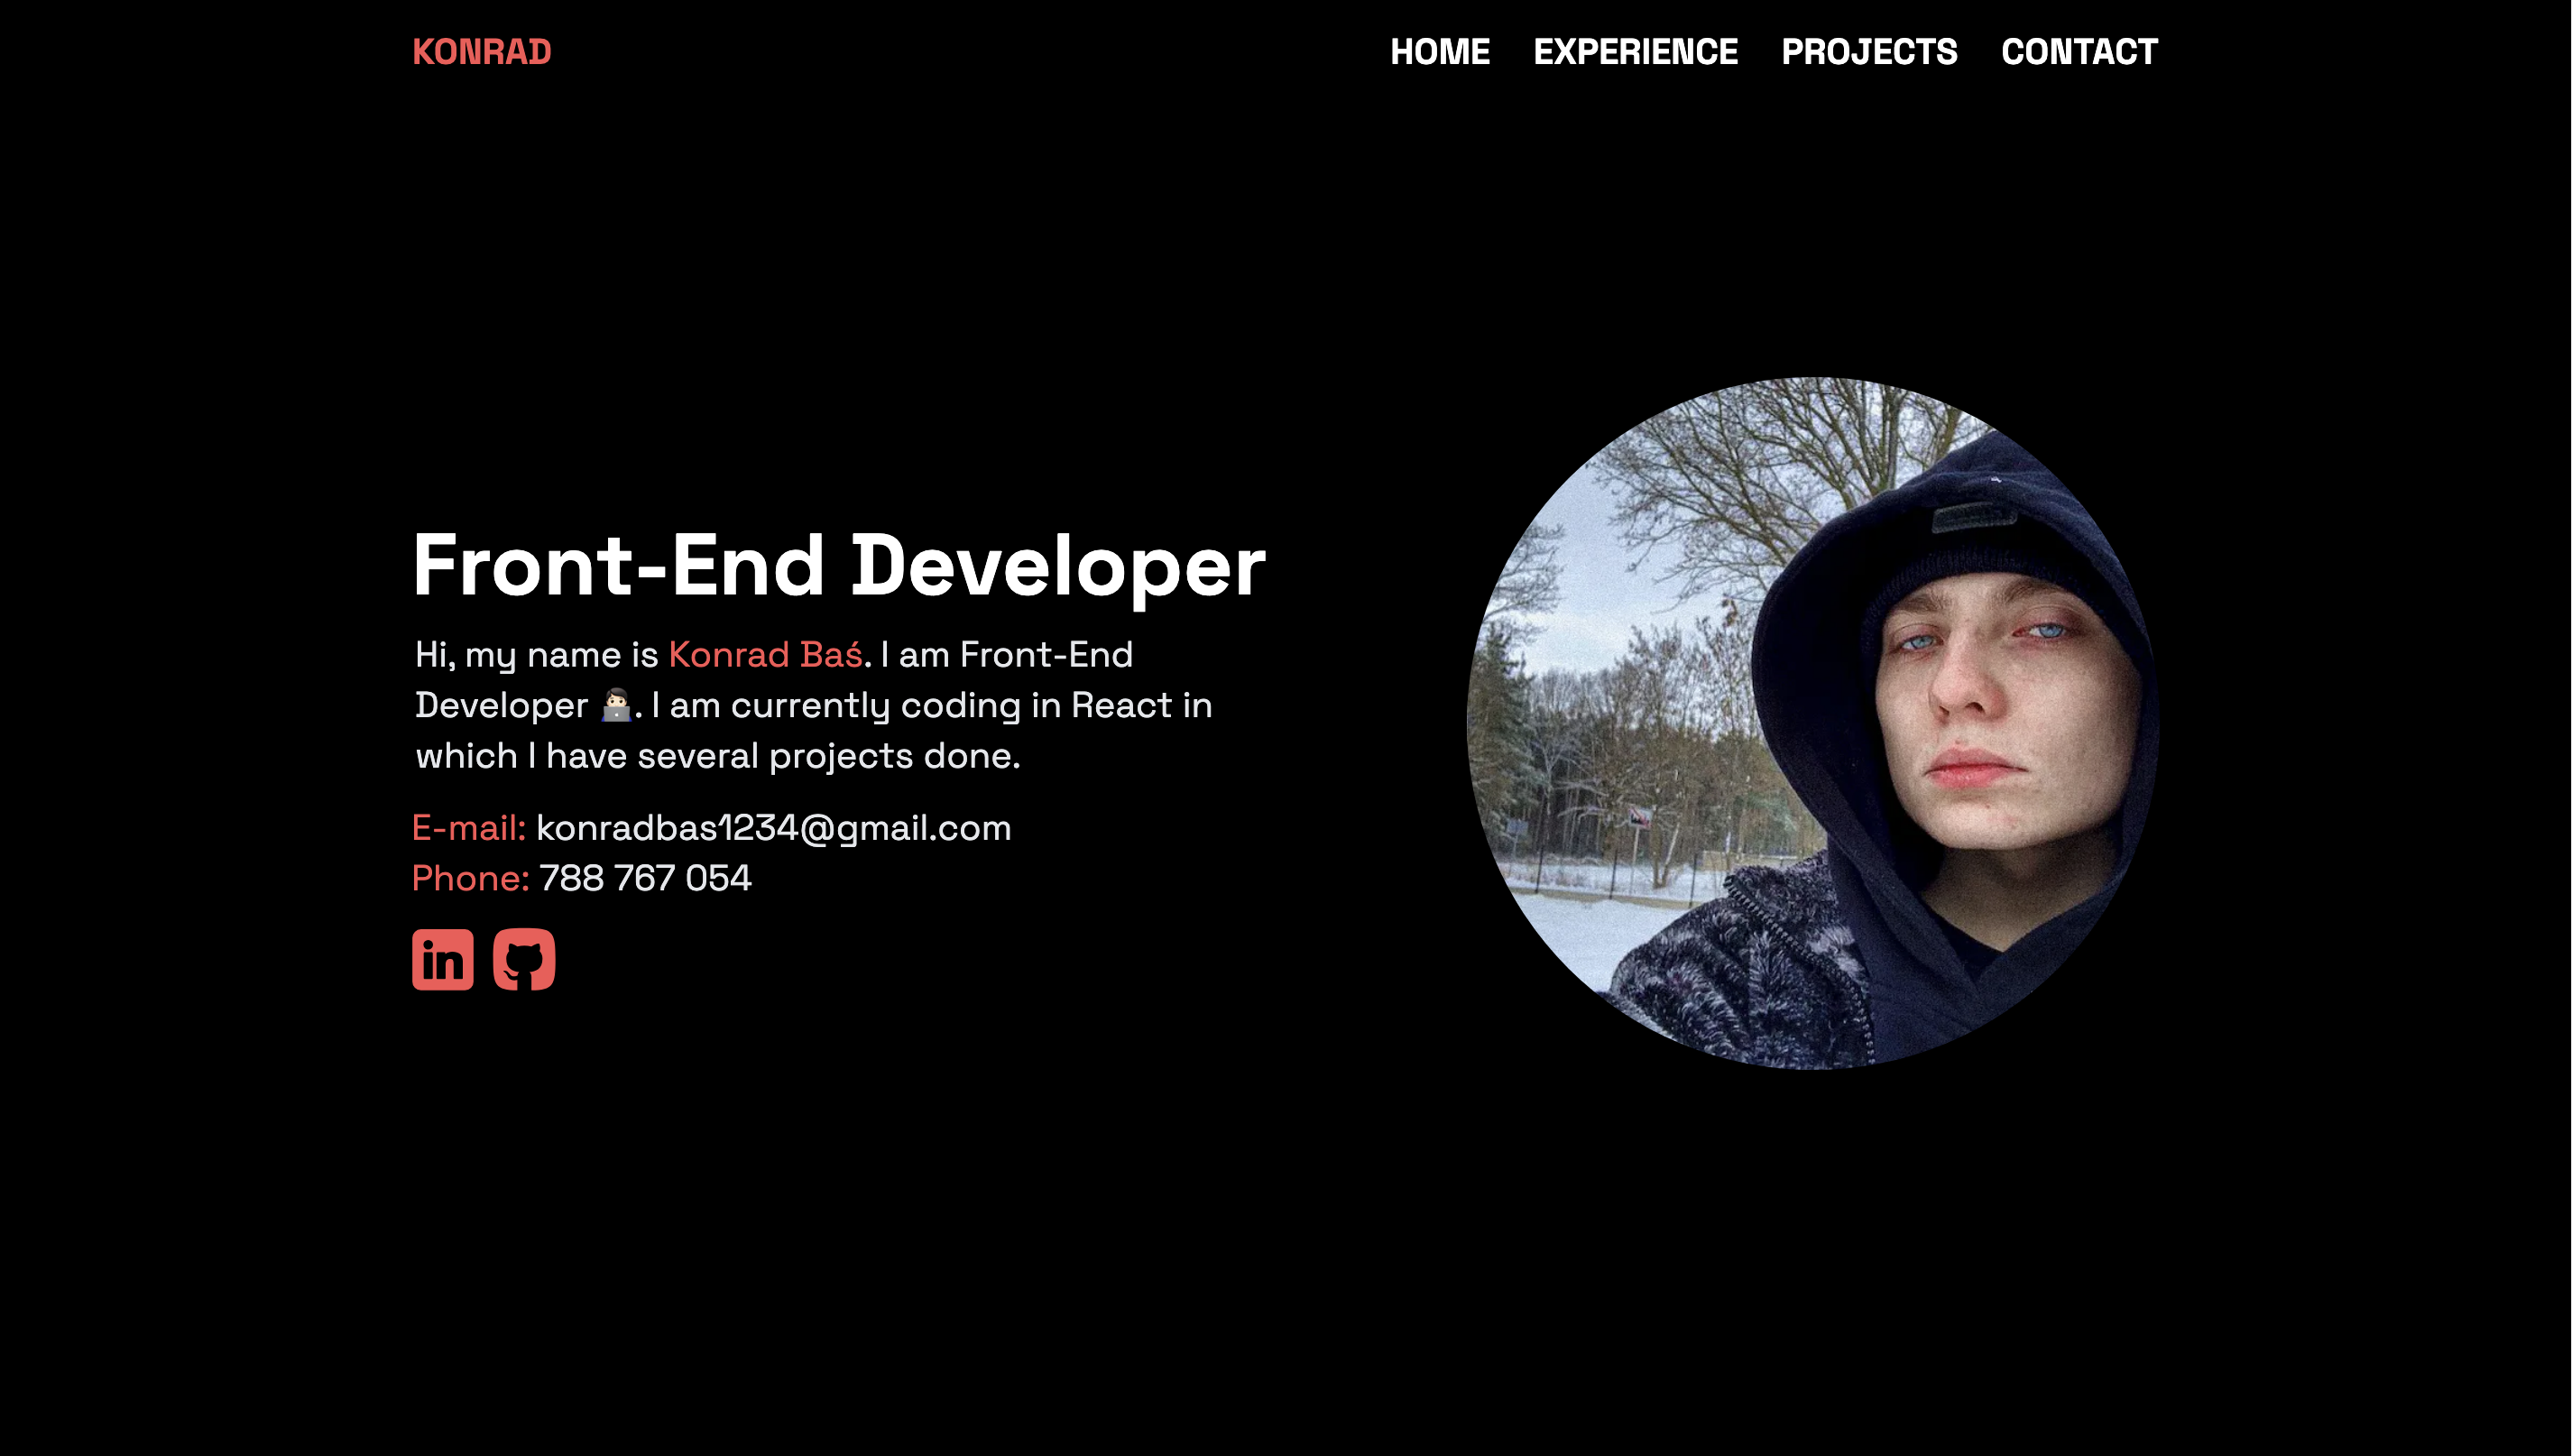 KONRAD
HOME EXPERIENCE PROJECTS CONTACT
Front-End Developer
Hi, my name is Konrad Baś. I am Front-End
Developer 🧑🏻‍💻. I am currently coding in React in
which I have several projects done.
E-mail: konradbas1234@gmail.com
Phone: 788 767 054
in